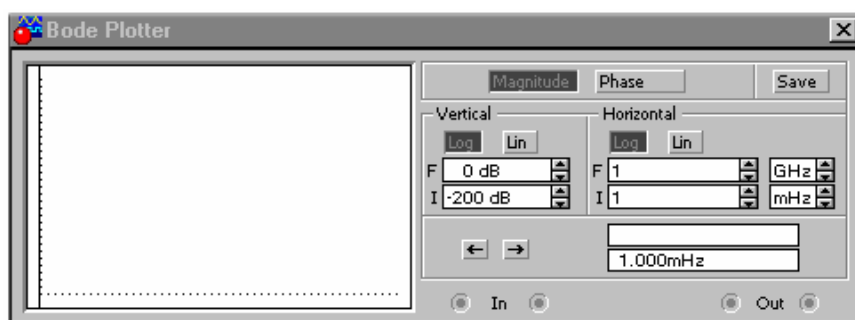 Bode Plotter
Magnitude Phase Save
Vertical Horizontal
Log Lin Log Lin
F 0 dB F 1 GHz
I -200 dB I 1 mHz
← →
1.000mHz
In Out